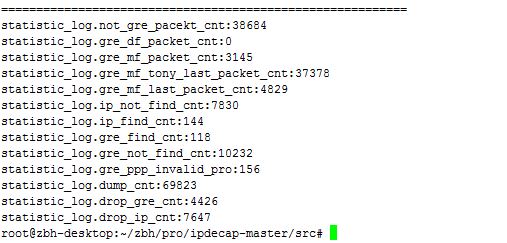 ==========================================================
statistic_log.not_gre_pacekt_cnt:38684
statistic_log.gre_df_packet_cnt:0
statistic_log.gre_mf_packet_cnt:3145
statistic_log.gre_mf_tony_last_packet_cnt:37378
statistic_log.gre_mf_last_packet_cnt:4829
statistic_log.ip_not_find_cnt:7830
statistic_log.ip_find_cnt:144
statistic_log.gre_find_cnt:118
statistic_log.gre_not_find_cnt:10232
statistic_log.gre_ppp_invalid_pro:156
statistic_log.dump_cnt:69823
statistic_log.drop_gre_cnt:4426
statistic_log.drop_ip_cnt:7647
root@zbh-desktop:~/zbh/pro/ipdecap-master/src#